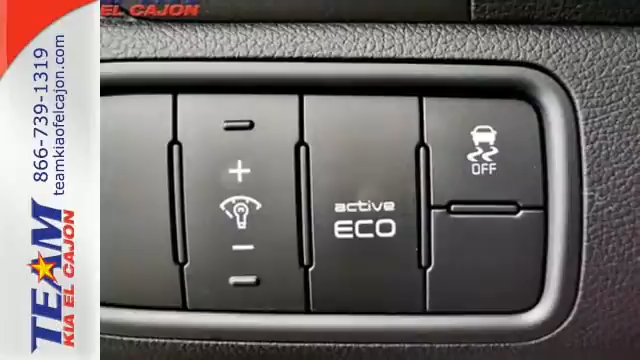 EL CAJON
866-739-1319
teamkiaofelcajon.com
TEAM
KIA EL CAJON
+
-
active
ECO
OFF